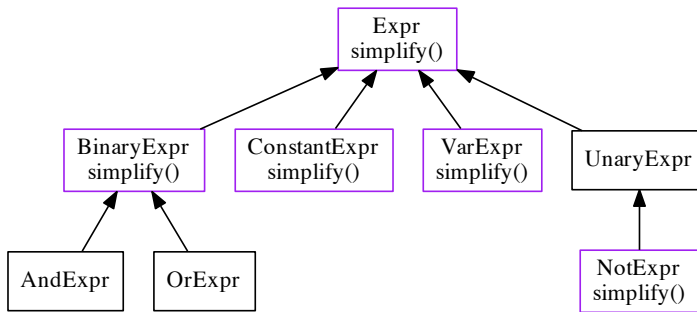 Expr
simplify()
BinaryExpr
simplify()
ConstantExpr
simplify()
VarExpr
simplify()
UnaryExpr
AndExpr
OrExpr
NotExpr
simplify()